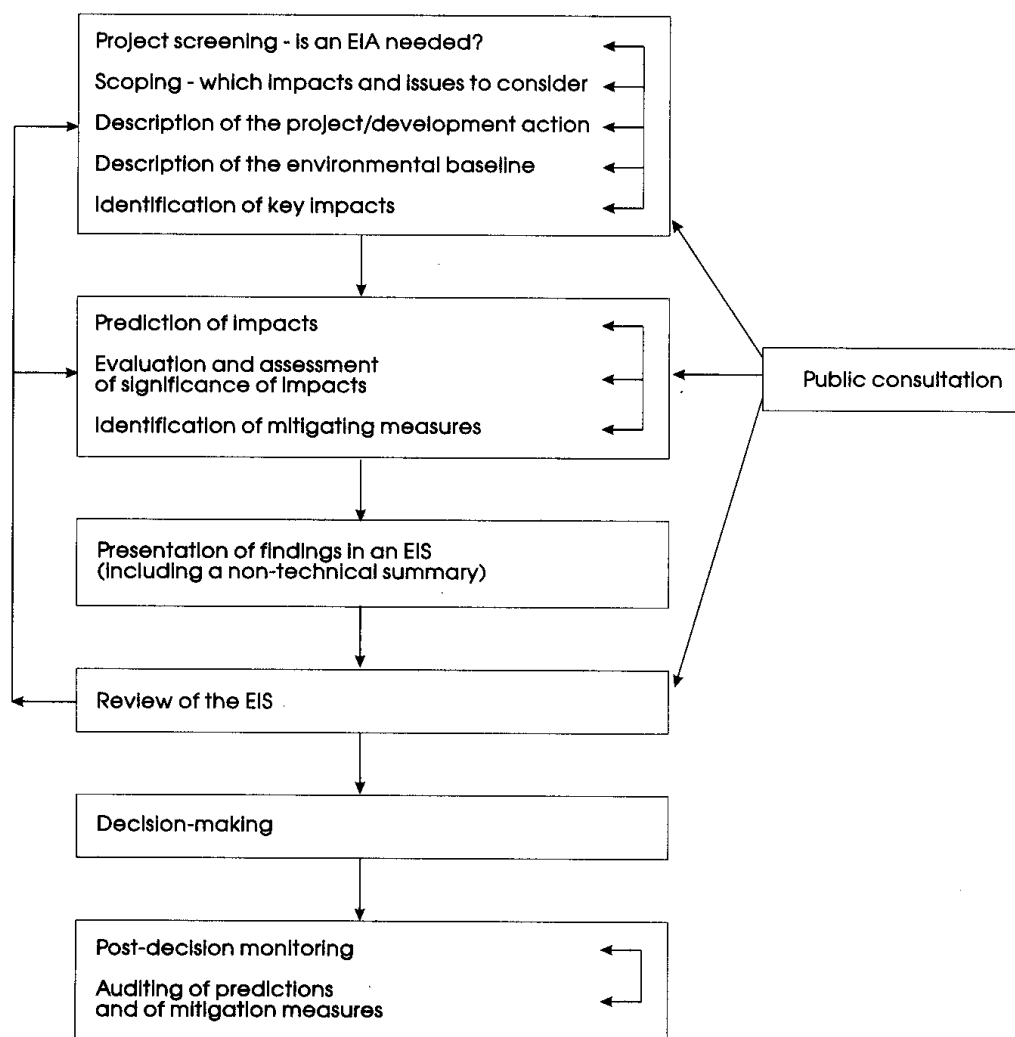 Project screening - is an EIA needed?
Scoping - which impacts and issues to consider
Description of the project/development action
Description of the environmental baseline
Identification of key impacts
Prediction of impacts
Evaluation and assessment
of significance of impacts
Identification of mitigating measures
Public consultation
Presentation of findings in an EIS
(including a non-technical summary)
Review of the EIS
Decision-making
Post-decision monitoring
Auditing of predictions
and of mitigation measures